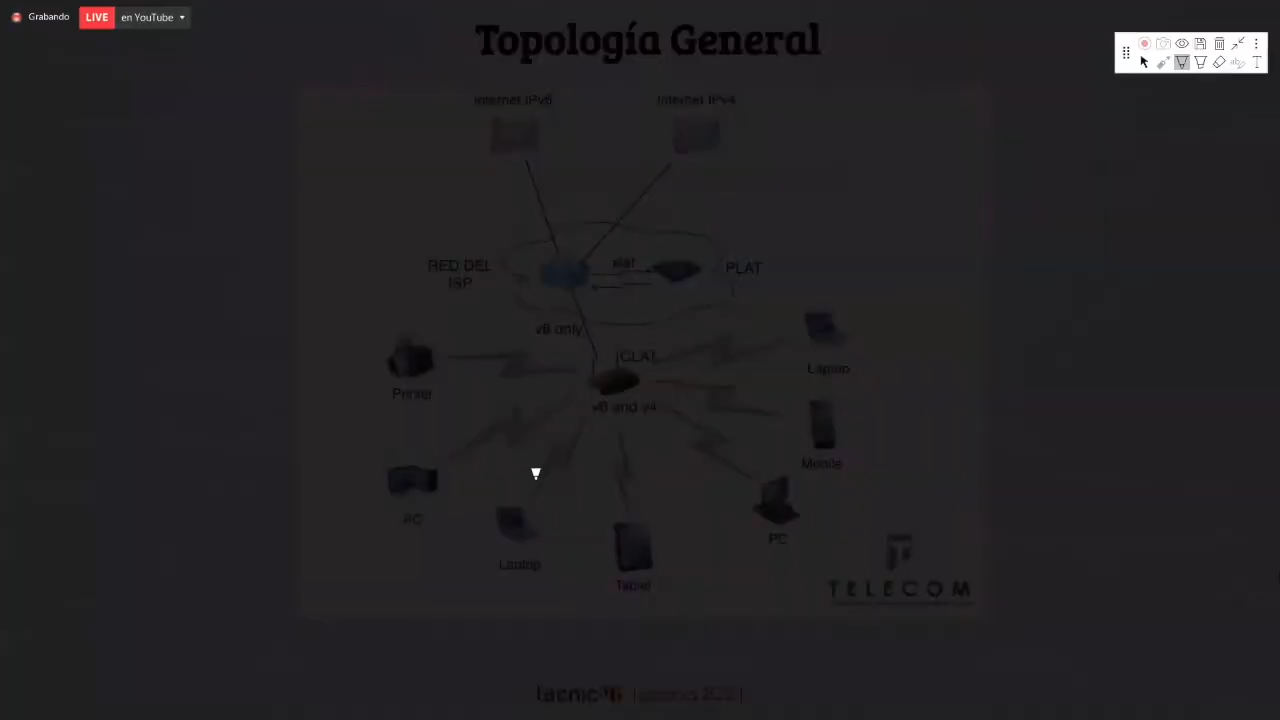 Grabando
LIVE
en YouTube
Topología General
Internet IPv6
Internet IPv4
RED DEL
ISP
PLAT
v6 only
CLAT
Laptop
Printer
v6 and v4
Mobile
PC
PC
Laptop
Tablet
TELECOM